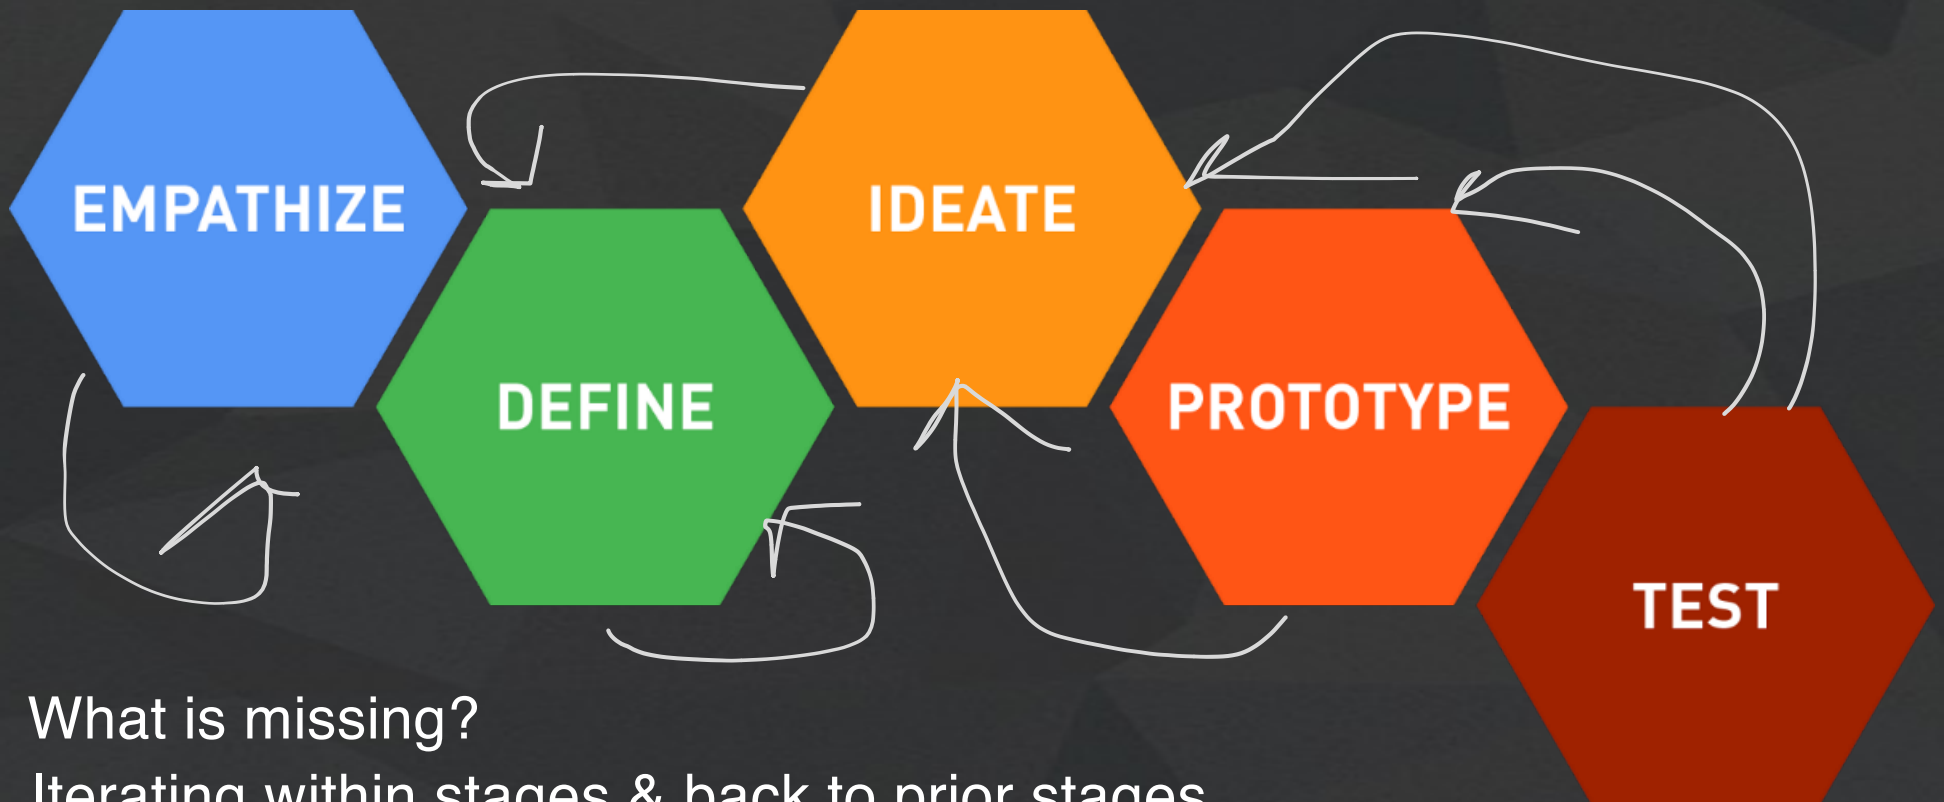 EMPATHIZE
DEFINE
IDEATE
PROTOTYPE
TEST
What is missing?
Iterating within stages & back to prior stages